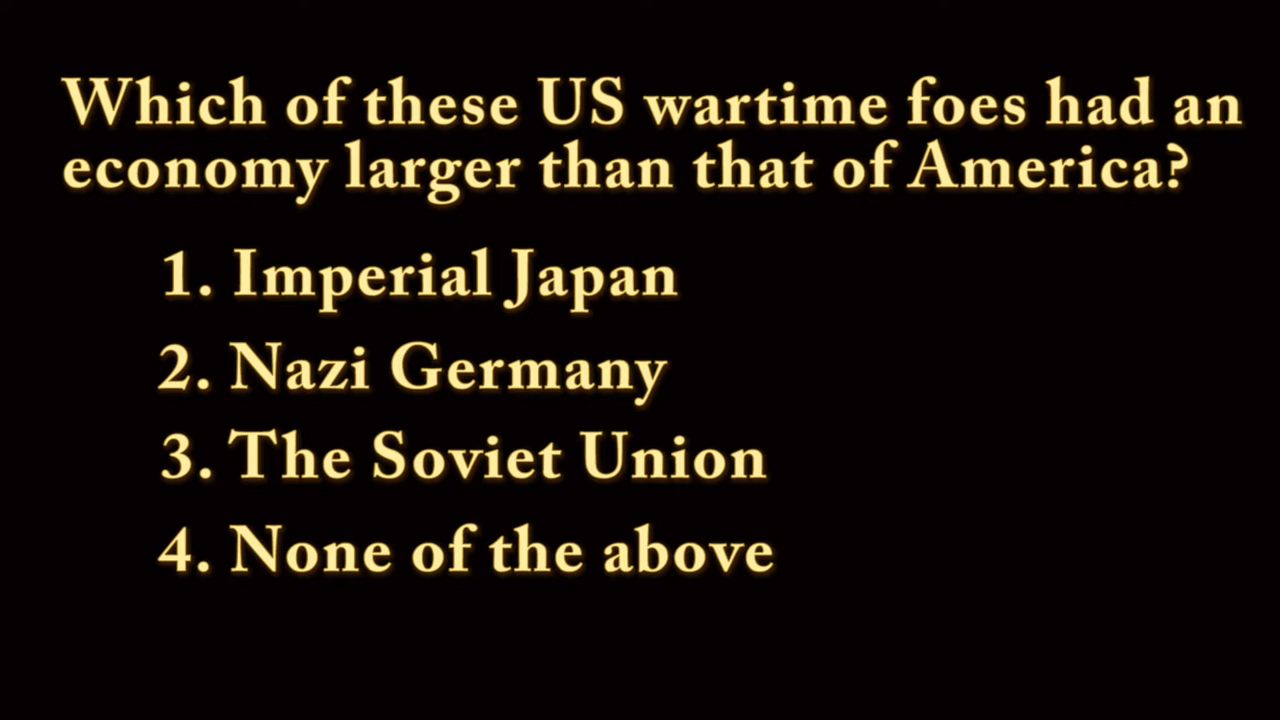 Which of these US wartime foes had an
economy larger than that of America?
1. Imperial Japan
2. Nazi Germany
3. The Soviet Union
4. None of the above